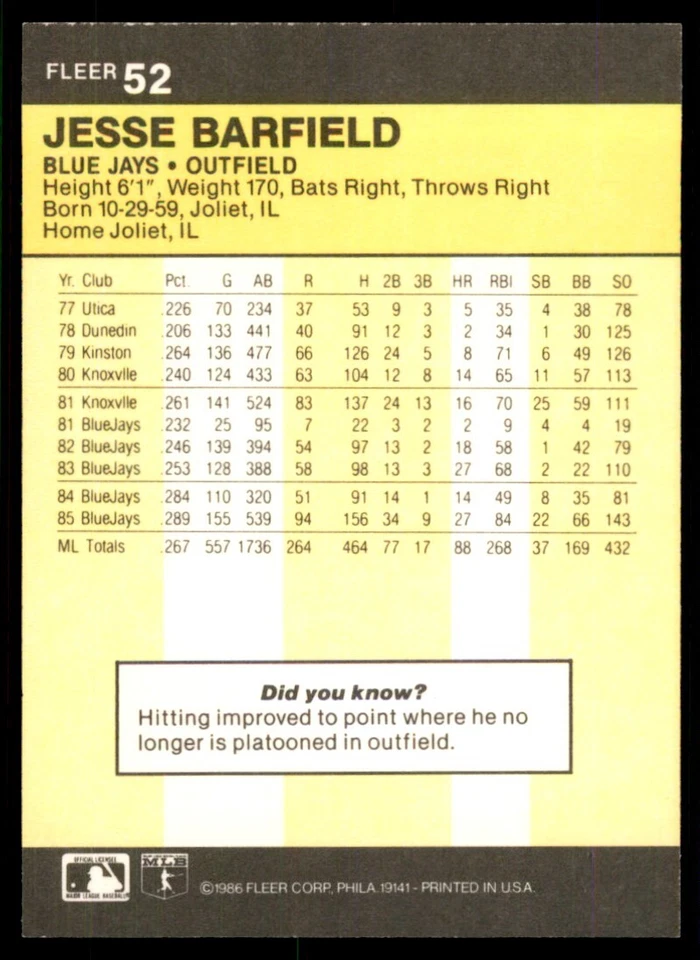 FLEER 52
JESSE BARFIELD
BLUE JAYS • OUTFIELD
Height 6'1", Weight 170, Bats Right, Throws Right
Born 10-29-59, Joliet, IL
Home Joliet, IL
Yr. Club Pct. G AB R H 2B 3B HR RBI SB BB SO
77 Utica .226 70 234 37 53 9 3 5 35 4 38 78
78 Dunedin .206 133 441 40 91 12 3 2 34 1 30 125
79 Kinston .264 136 477 66 126 24 5 8 71 6 49 126
80 Knoxvlle .240 124 433 63 104 12 8 14 65 11 57 113
81 Knoxvlle .261 141 524 83 137 24 13 16 70 25 59 111
81 BlueJays .232 25 95 7 22 3 2 2 9 4 4 19
82 BlueJays .246 139 394 54 97 13 2 18 58 1 42 79
83 BlueJays .253 128 388 58 98 13 3 27 68 2 22 110
84 BlueJays .284 110 320 51 91 14 1 14 49 8 35 81
85 BlueJays .289 155 539 94 156 34 9 27 84 22 66 143
ML Totals .267 557 1736 264 464 77 17 88 268 37 169 432
Did you know?
Hitting improved to point where he no
longer is platooned in outfield.
OFFICIAL LICENSEE
MAJOR LEAGUE BASEBALL
MLB
©1986 FLEER CORP., PHILA. 19141 - PRINTED IN U.S.A.